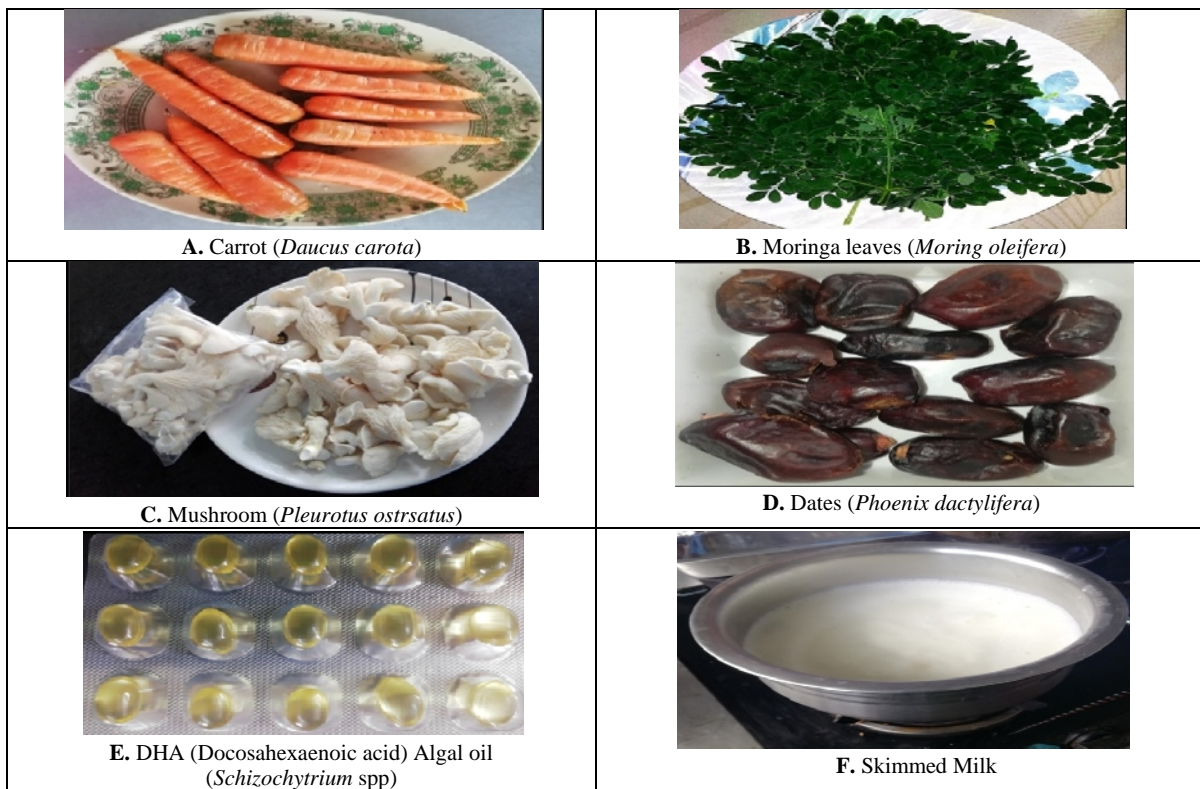 A. Carrot (Daucus carota)
B. Moringa leaves (Moring oleifera)
C. Mushroom (Pleurotus ostrsatus)
D. Dates (Phoenix dactylifera)
E. DHA (Docosahexaenoic acid) Algal oil
(Schizochytrium spp)
F. Skimmed Milk